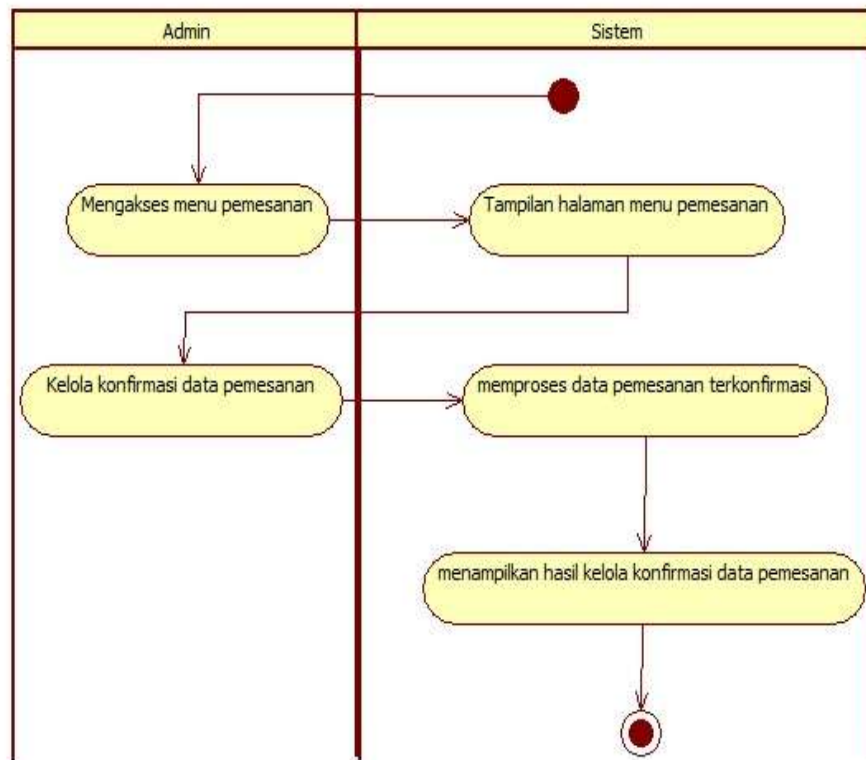 Admin
Sistem
Mengakses menu pemesanan
Tampilan halaman menu pemesanan
Kelola konfirmasi data pemesanan
memproses data pemesanan terkonfirmasi
menampilkan hasil kelola konfirmasi data pemesanan